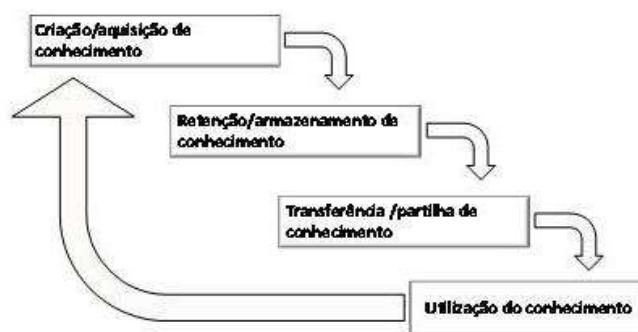 Criação/aquisição de
conhecimento
Retenção/armazenamento de
conhecimento
Transferência /partilha de
conhecimento
Utilização do conhecimento